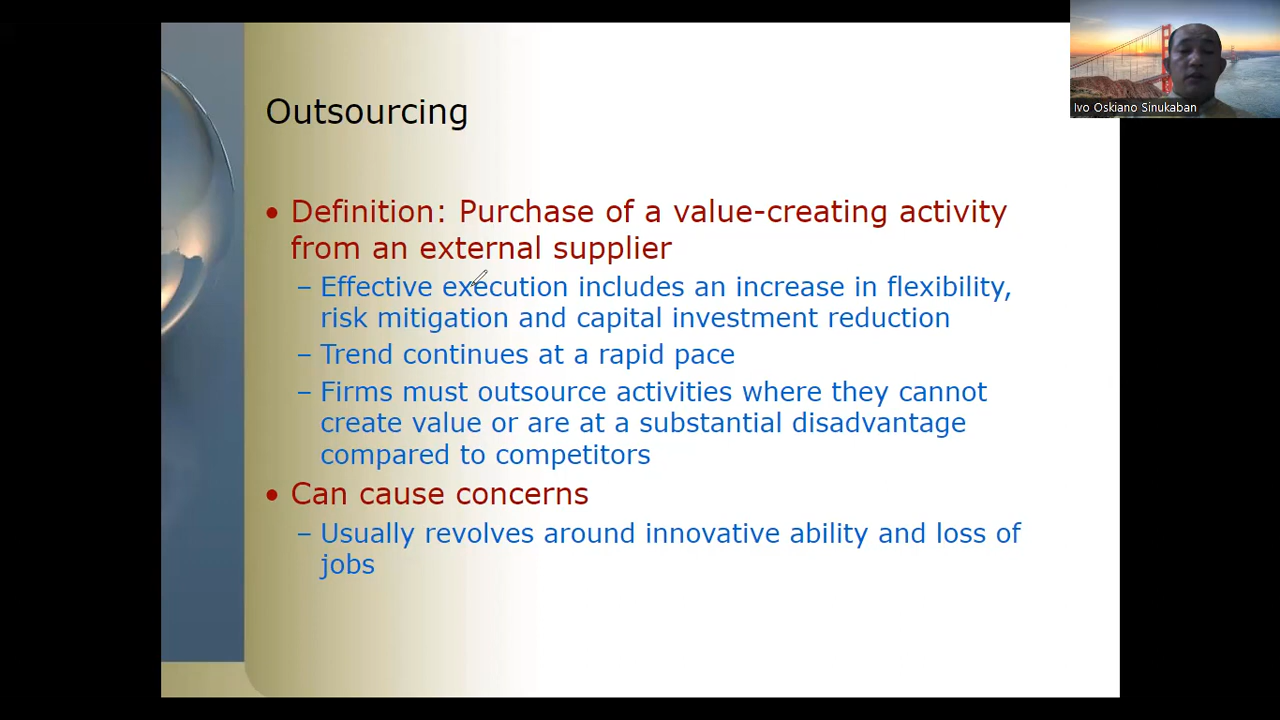 Ivo Oskiano Sinukaban
Outsourcing
• Definition: Purchase of a value-creating activity
from an external supplier
– Effective execution includes an increase in flexibility,
risk mitigation and capital investment reduction
– Trend continues at a rapid pace
– Firms must outsource activities where they cannot
create value or are at a substantial disadvantage
compared to competitors
• Can cause concerns
– Usually revolves around innovative ability and loss of
jobs